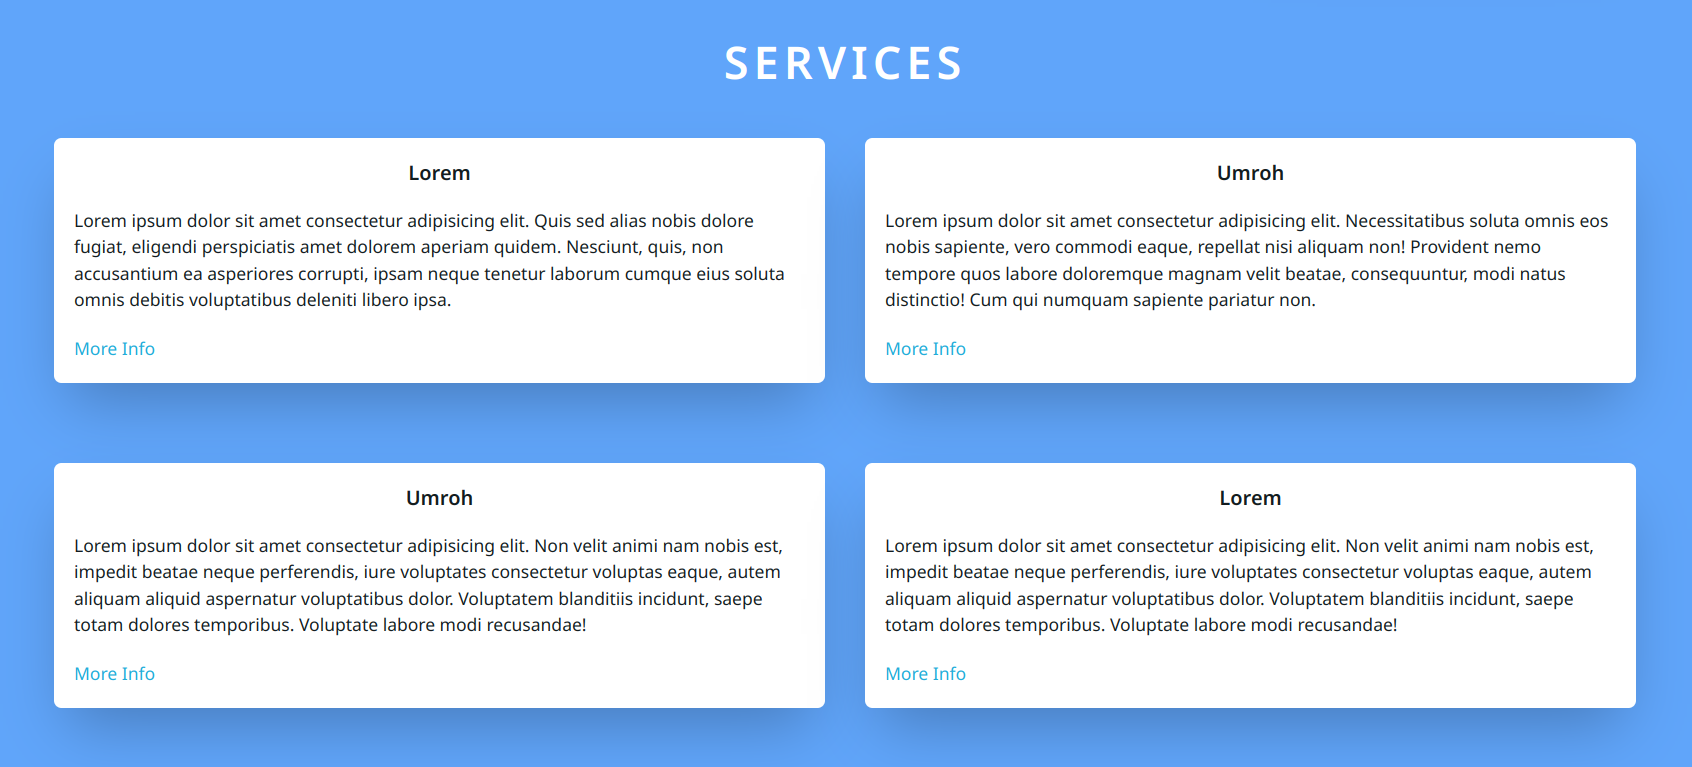 SERVICES
Lorem
Lorem ipsum dolor sit amet consectetur adipisicing elit. Quis sed alias nobis dolore
fugiat, eligendi perspiciatis amet dolorem aperiam quidem. Nesciunt, quis, non
accusantium ea asperiores corrupti, ipsam neque tenetur laborum cumque eius soluta
omnis debitis voluptatibus deleniti libero ipsa.
More Info
Umroh
Lorem ipsum dolor sit amet consectetur adipisicing elit. Necessitatibus soluta omnis eos
nobis sapiente, vero commodi eaque, repellat nisi aliquam non! Provident nemo
tempore quos labore doloremque magnam velit beatae, consequuntur, modi natus
distinctio! Cum qui numquam sapiente pariatur non.
More Info
Umroh
Lorem ipsum dolor sit amet consectetur adipisicing elit. Non velit animi nam nobis est,
impedit beatae neque perferendis, iure voluptates consectetur voluptas eaque, autem
aliquam aliquid aspernatur voluptatibus dolor. Voluptatem blanditiis incidunt, saepe
totam dolores temporibus. Voluptate labore modi recusandae!
More Info
Lorem
Lorem ipsum dolor sit amet consectetur adipisicing elit. Non velit animi nam nobis est,
impedit beatae neque perferendis, iure voluptates consectetur voluptas eaque, autem
aliquam aliquid aspernatur voluptatibus dolor. Voluptatem blanditiis incidunt, saepe
totam dolores temporibus. Voluptate labore modi recusandae!
More Info